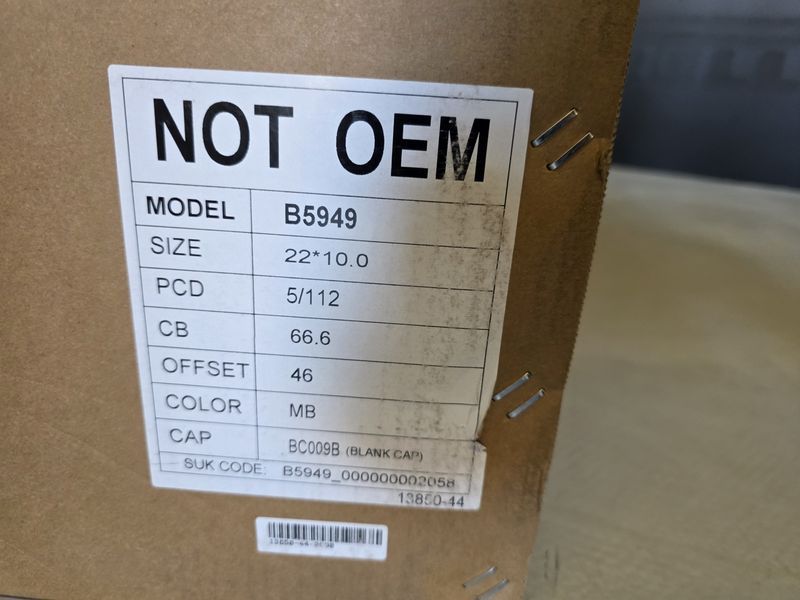 NOT OEM
MODEL B5949
SIZE 22*10.0
PCD 5/112
CB 66.6
OFFSET 46
COLOR MB
CAP BC009B (BLANK CAP)
SUK CODE: B5949_000000002058
13850-44